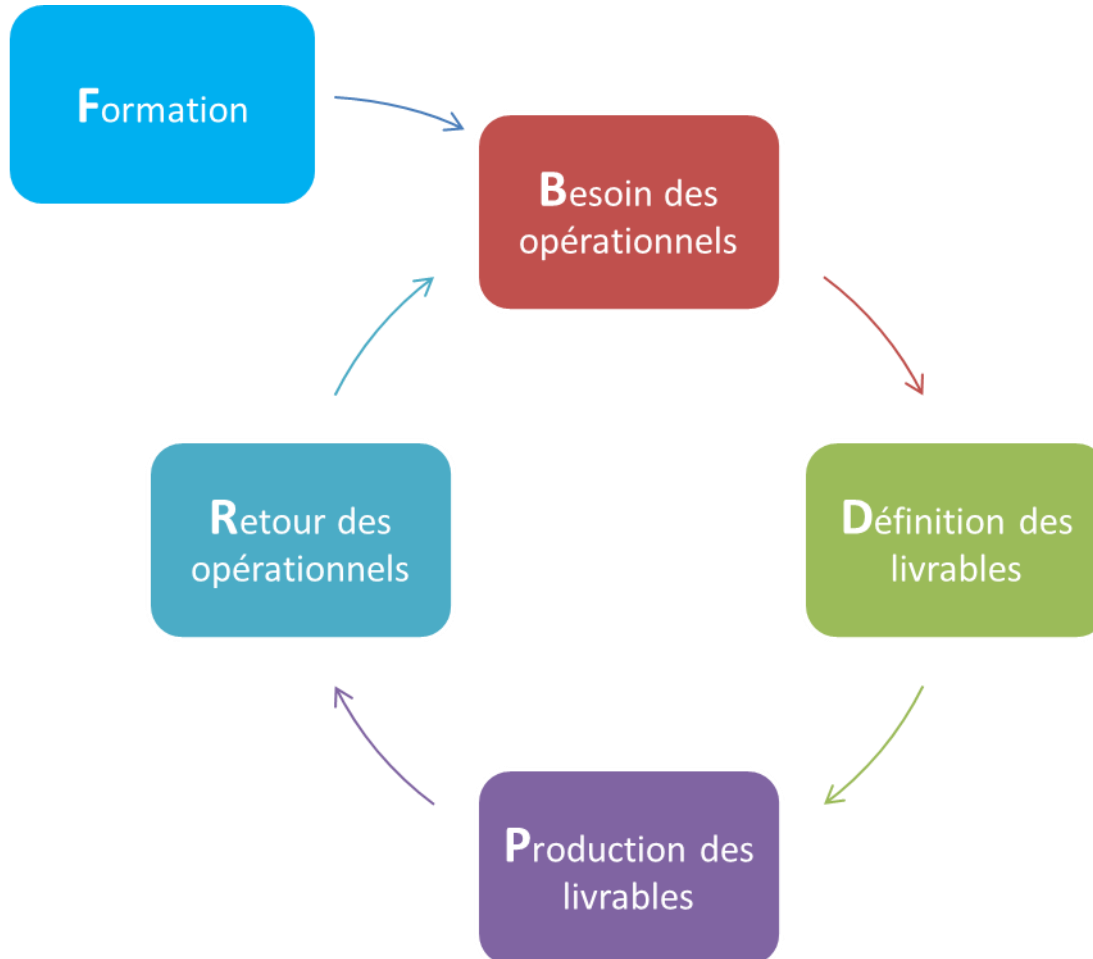 Formation
Besoin des
opérationnels
Retour des
opérationnels
Définition des
livrables
Production des
livrables